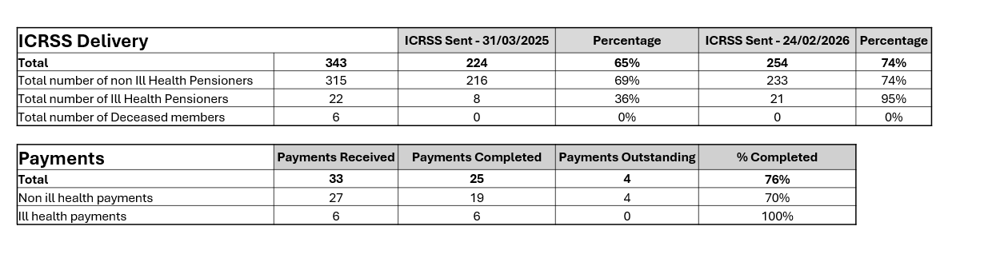 ICRSS Delivery ICRSS Sent - 31/03/2025 Percentage ICRSS Sent - 24/02/2026 Percentage
Total 343 224 65% 254 74%
Total number of non Ill Health Pensioners 315 216 69% 233 74%
Total number of Ill Health Pensioners 22 8 36% 21 95%
Total number of Deceased members 6 0 0% 0 0%
Payments Payments Received Payments Completed Payments Outstanding % Completed
Total 33 25 4 76%
Non ill health payments 27 19 4 70%
Ill health payments 6 6 0 100%